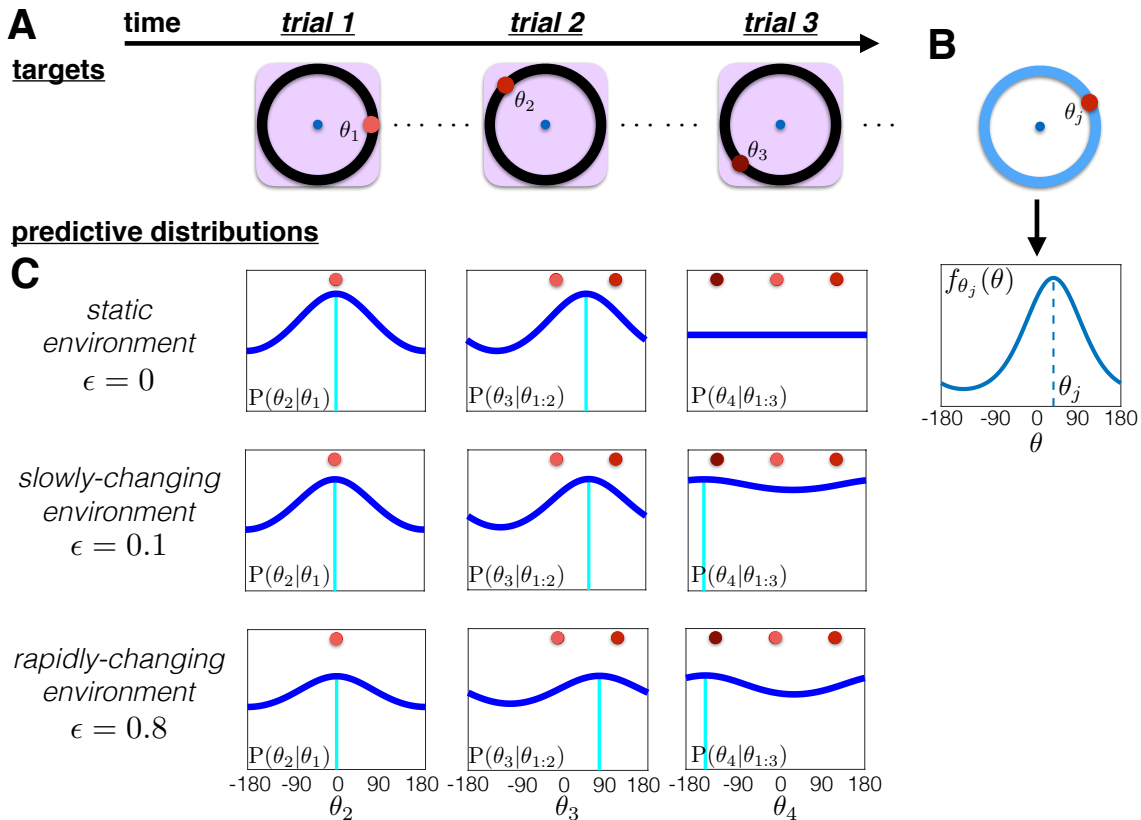 A
time trial 1 trial 2 trial 3
targets
θ₁ · · · · · · θ₂ · · · · · · θ₃ · · ·
B
θⱼ
predictive distributions
C
static
environment
ϵ = 0
P(θ₂|θ₁) P(θ₃|θ₁:₂) P(θ₄|θ₁:₃)
f_θⱼ(θ)
θⱼ
-180 -90 0 90 180
θ
slowly-changing
environment
ϵ = 0.1
P(θ₂|θ₁) P(θ₃|θ₁:₂) P(θ₄|θ₁:₃)
rapidly-changing
environment
ϵ = 0.8
P(θ₂|θ₁) P(θ₃|θ₁:₂) P(θ₄|θ₁:₃)
-180 -90 0 90 180 -180 -90 0 90 180 -180 -90 0 90 180
θ₂ θ₃ θ₄